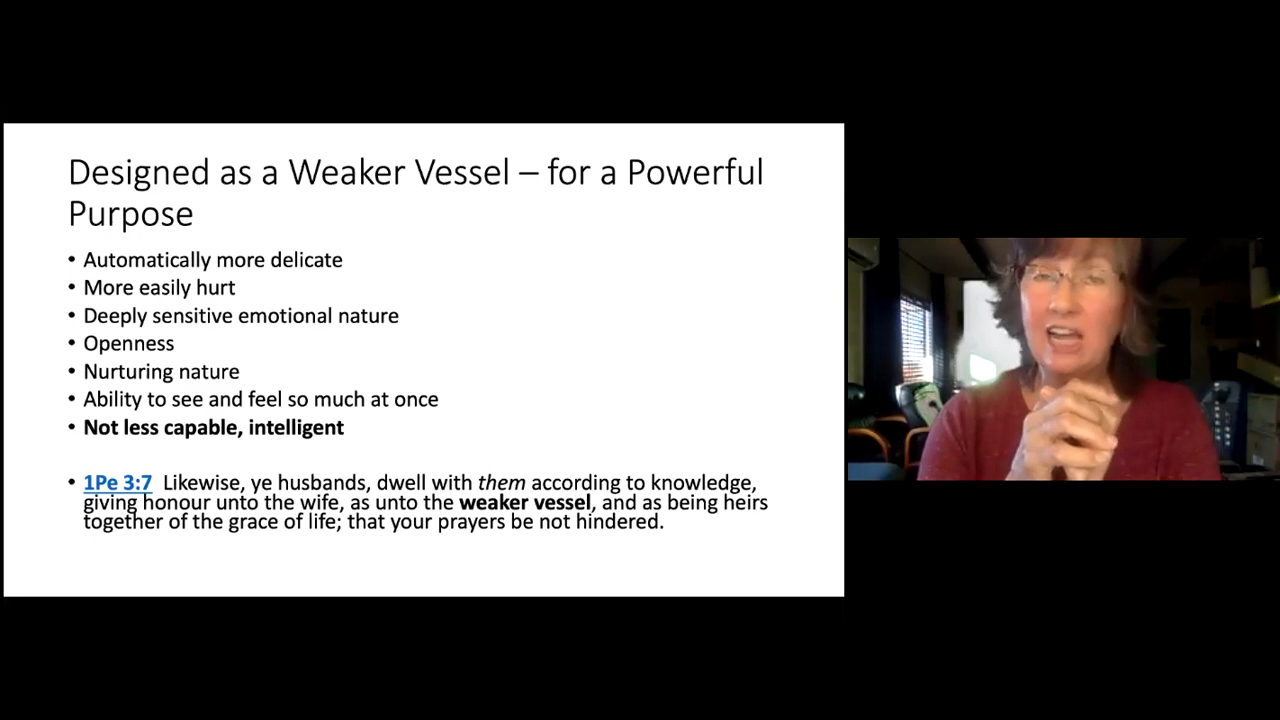 Designed as a Weaker Vessel – for a Powerful
Purpose
• Automatically more delicate
• More easily hurt
• Deeply sensitive emotional nature
• Openness
• Nurturing nature
• Ability to see and feel so much at once
• Not less capable, intelligent
• 1Pe 3:7 Likewise, ye husbands, dwell with them according to knowledge,
giving honour unto the wife, as unto the weaker vessel, and as being heirs
together of the grace of life; that your prayers be not hindered.